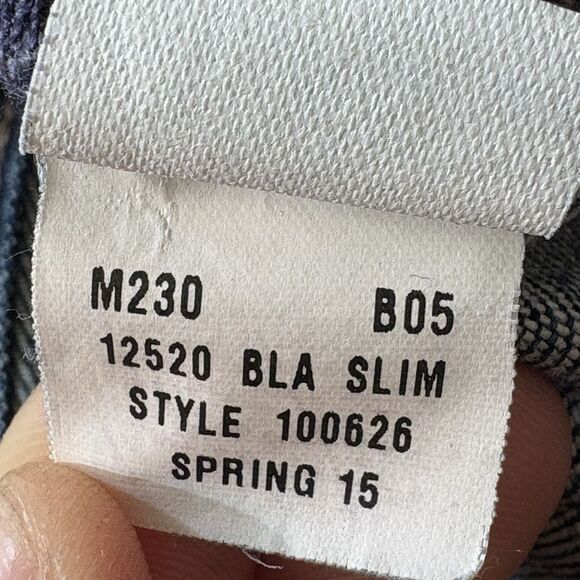 M230 B05
12520 BLA SLIM
STYLE 100626
SPRING 15